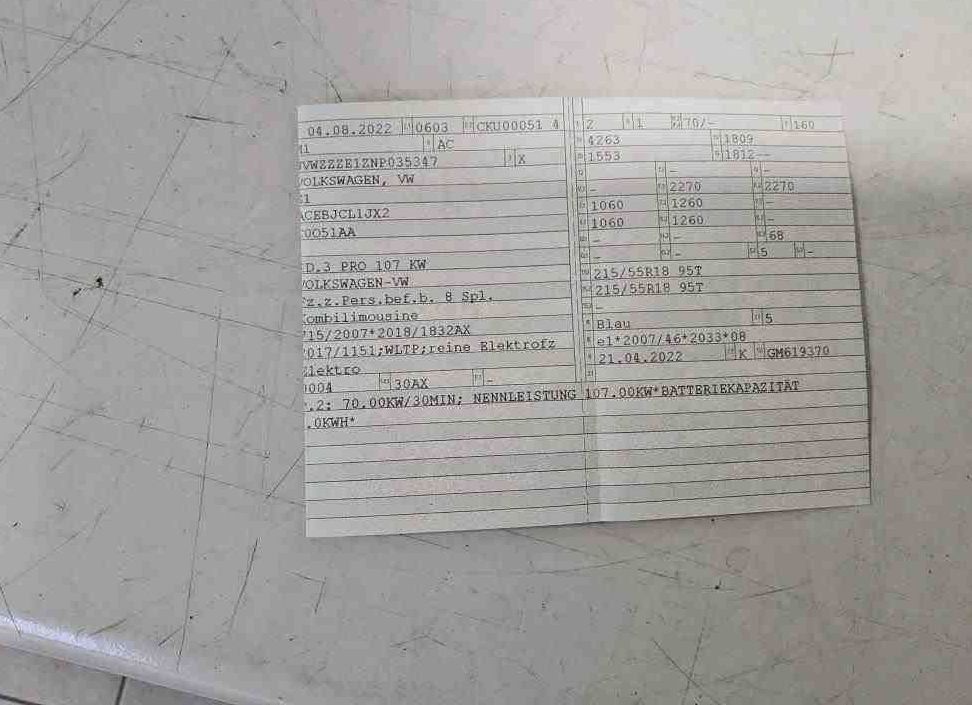 04.08.2022 0603 CKU00051 4
AC
VWZZZE1ZNP035347 X
VOLKSWAGEN, VW
E1
ACEBJCL1JX2
C0051AA
D.3 PRO 107 KW
VOLKSWAGEN-VW
Fz.z.Pers.bef.b. 8 Spl.
Kombilimousine
715/2007*2018/1832AX
2017/1151;WLTP;reine Elektrofz
Elektro
0004 30AX -
.2: 70.00KW/30MIN; NENNLEISTUNG 107.00KW*BATTERIEKAPAZITÄT
.0KWH*
2 1 70/- 160
4263 1809
1553 1812--
- -
- 2270 2270
1060 1260 -
1060 1260 -
- - 68
- - 5 -
215/55R18 95T
215/55R18 95T
-
Blau 5
e1*2007/46*2033*08
21.04.2022 K GM619370